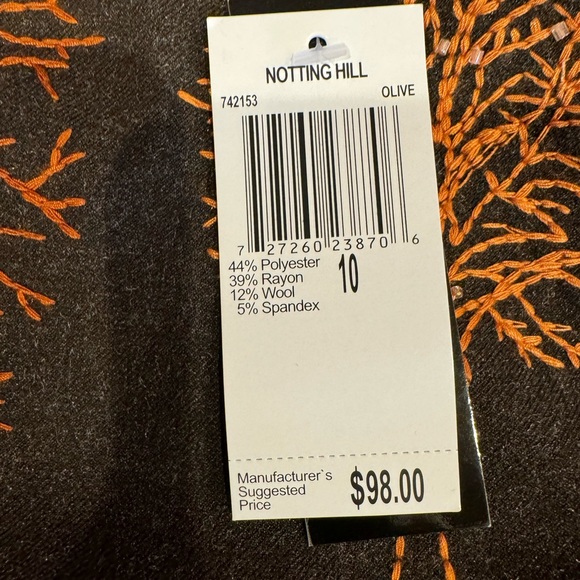 NOTTING HILL
742153 OLIVE
7 27260 23870 6
44% Polyester
39% Rayon 10
12% Wool
5% Spandex
Manufacturer`s
Suggested $98.00
Price